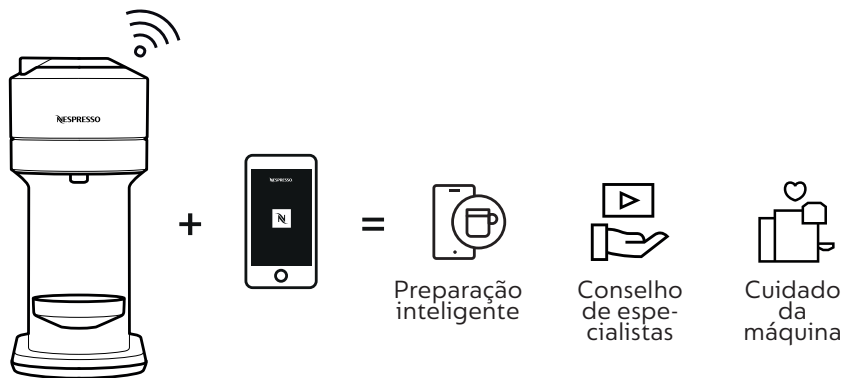 NESPRESSO
NESPRESSO
N
+
=
Preparação
inteligente
Conselho
de espe-
cialistas
Cuidado
da
máquina